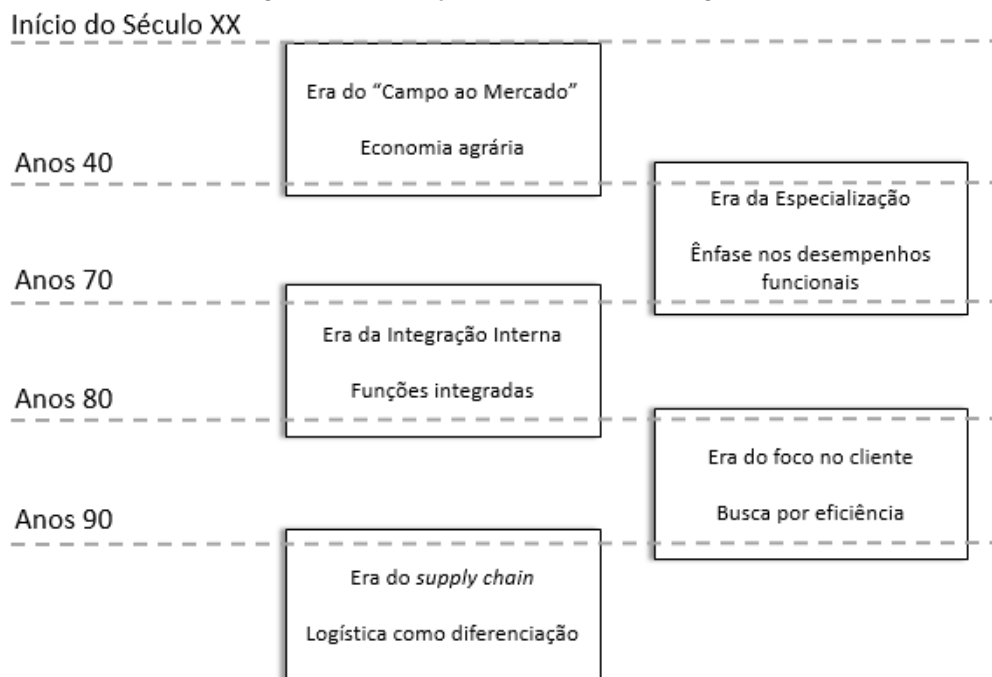 Início do Século XX
Era do “Campo ao Mercado”
Economia agrária
Anos 40
Era da Especialização
Ênfase nos desempenhos
funcionais
Anos 70
Era da Integração Interna
Funções integradas
Anos 80
Era do foco no cliente
Busca por eficiência
Anos 90
Era do supply chain
Logística como diferenciação